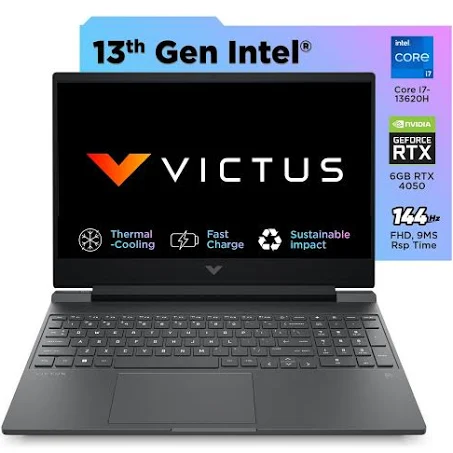 13th Gen Intel®
intel
CORE
i7
Core i7-
13620H
NVIDIA
GEFORCE
RTX
6GB RTX
4050
144Hz
FHD, 9MS
Rsp Time
VICTUS
Thermal
-Cooling
Fast
Charge
Sustainable
impact